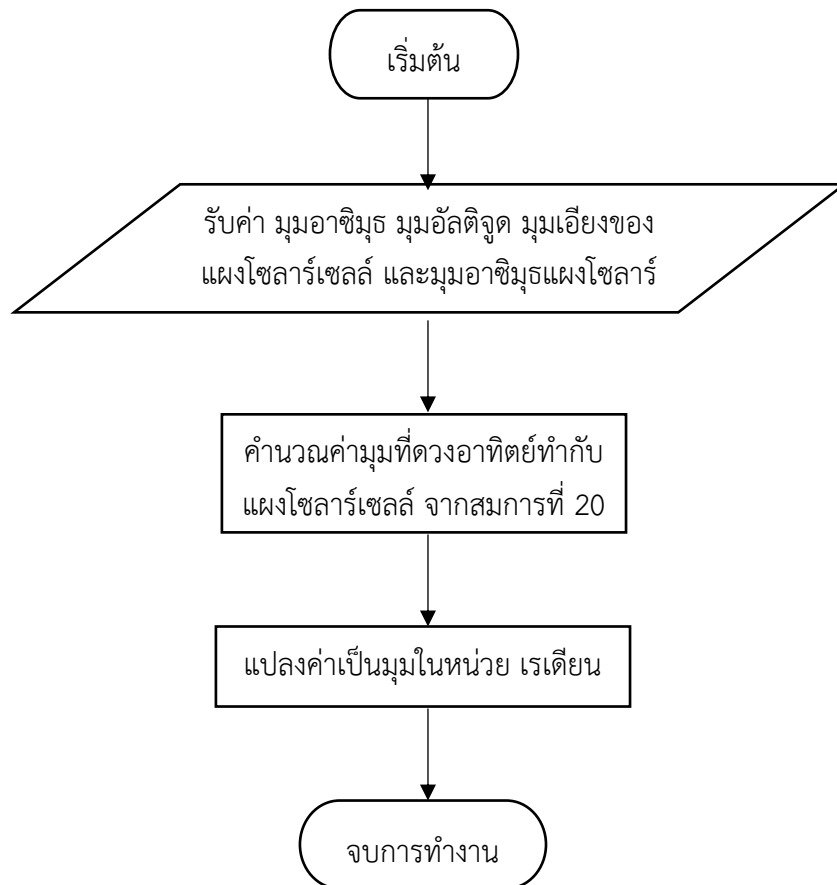 เริ่มต้น
รับค่า มุมอาซิมุธ มุมอัลติจูด มุมเอียงของ
แผงโซลาร์เซลล์ และมุมอาซิมุธแผงโซลาร์
คำนวณค่ามุมที่ดวงอาทิตย์ทำกับ
แผงโซลาร์เซลล์ จากสมการที่ 20
แปลงค่าเป็นมุมในหน่วย เรเดียน
จบการทำงาน